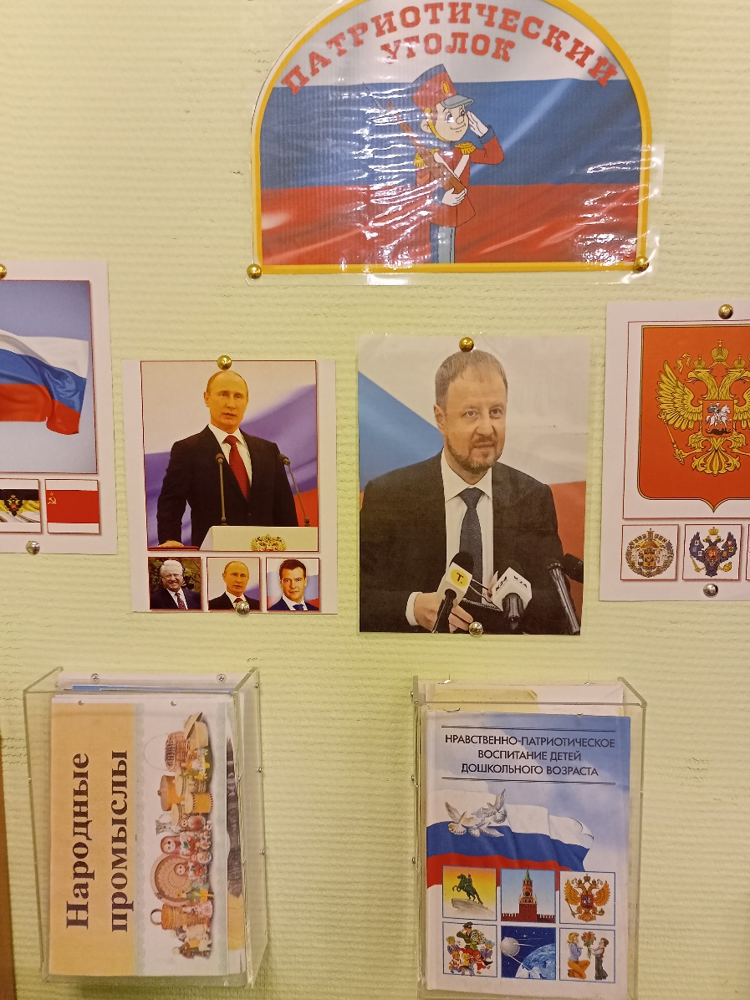 ПАТРИОТИЧЕСКИЙ
УГОЛОК
Т.
Народные
промыслы
НРАВСТВЕННО-ПАТРИОТИЧЕСКОЕ
ВОСПИТАНИЕ ДЕТЕЙ
ДОШКОЛЬНОГО ВОЗРАСТА